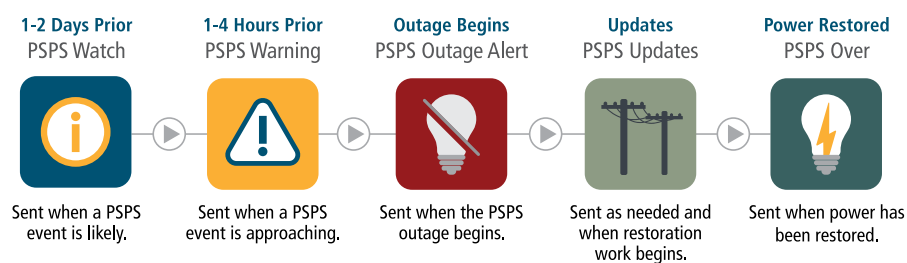 1-2 Days Prior
PSPS Watch
Sent when a PSPS
event is likely.
1-4 Hours Prior
PSPS Warning
Sent when a PSPS
event is approaching.
Outage Begins
PSPS Outage Alert
Sent when the PSPS
outage begins.
Updates
PSPS Updates
Sent as needed and
when restoration
work begins.
Power Restored
PSPS Over
Sent when power has
been restored.